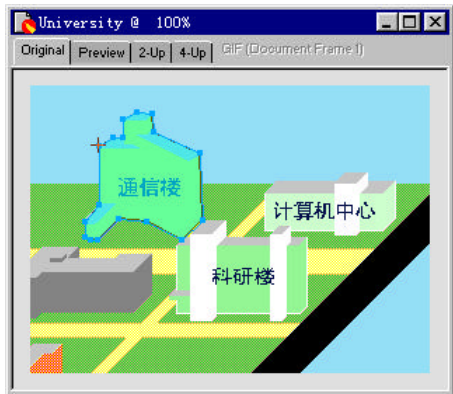 University @ 100%
Original Preview 2-Up 4-Up GIF (Document Frame 1)
通信楼
计算机中心
科研楼